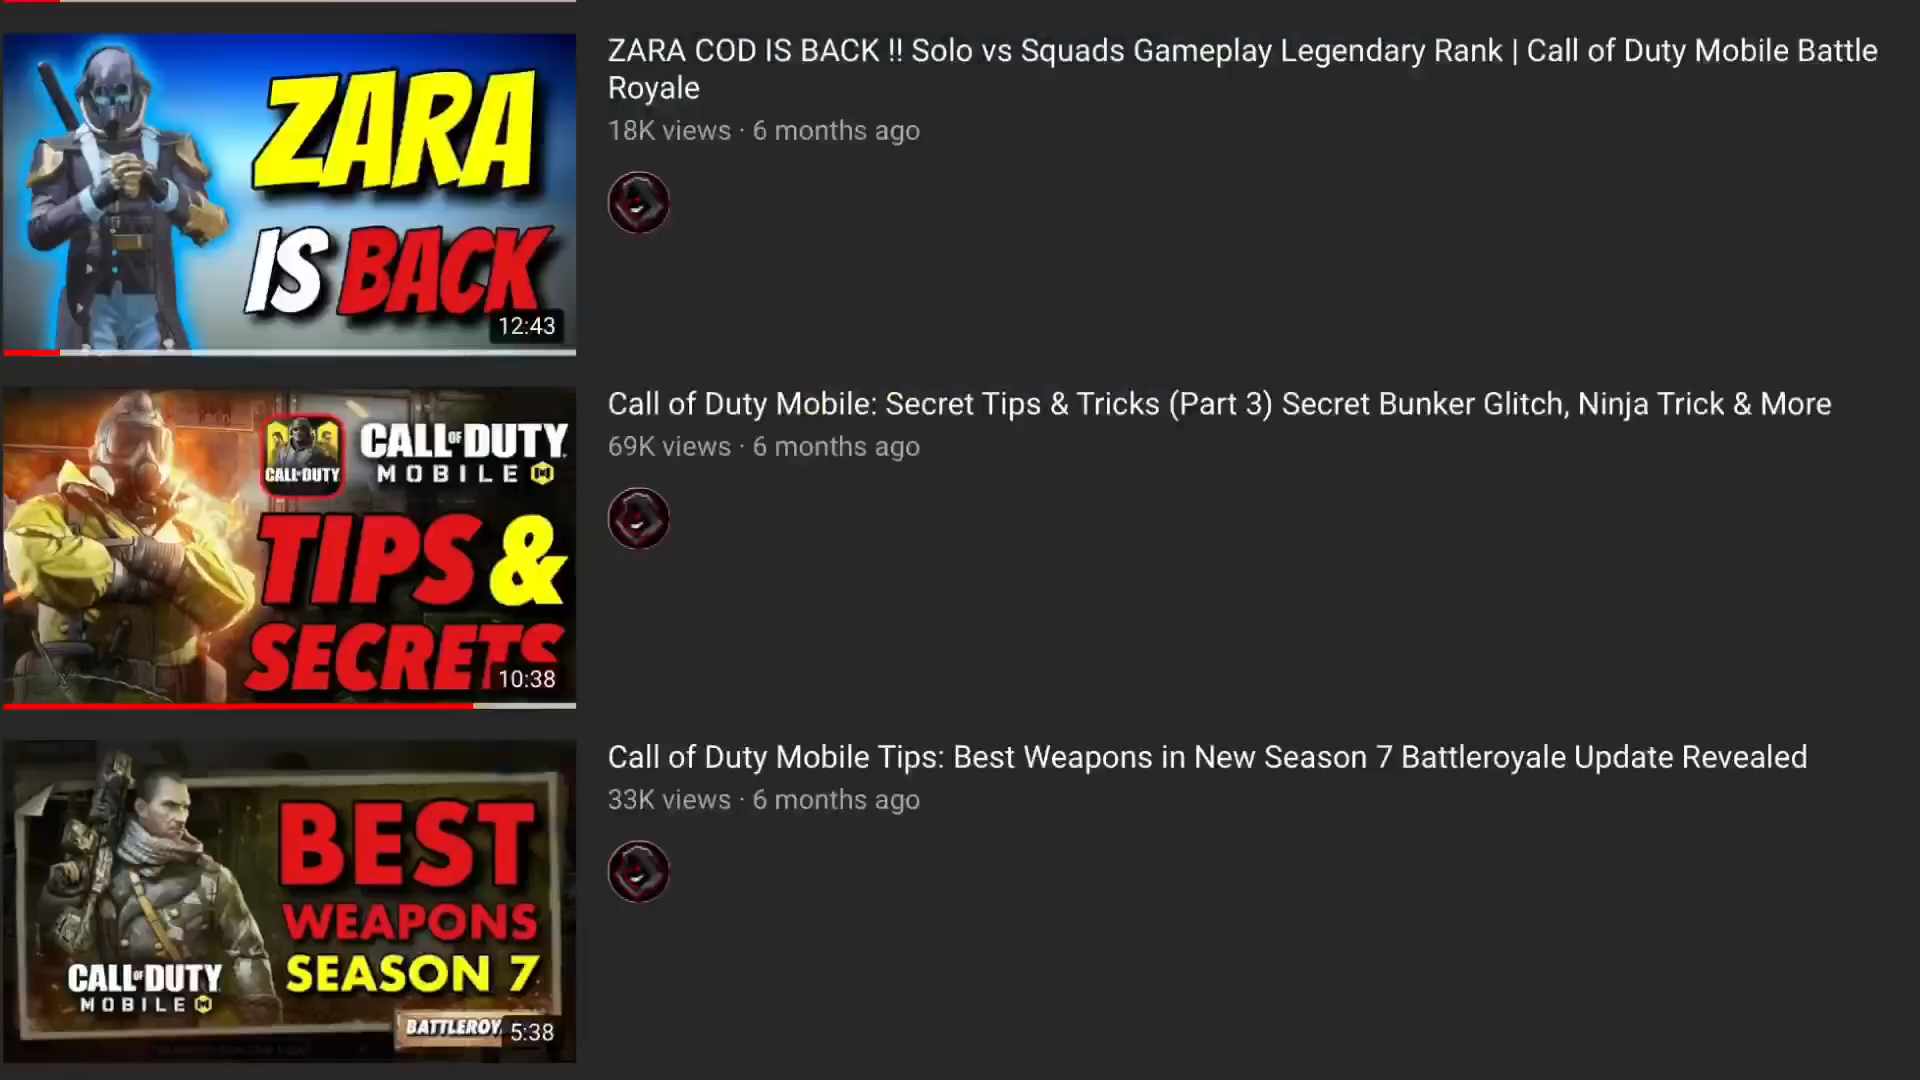 ZARA
IS BACK
12:43
ZARA COD IS BACK !! Solo vs Squads Gameplay Legendary Rank | Call of Duty Mobile Battle
Royale
18K views · 6 months ago
CALL OF DUTY
CALL OF DUTY
MOBILE
TIPS &
SECRETS
10:38
Call of Duty Mobile: Secret Tips & Tricks (Part 3) Secret Bunker Glitch, Ninja Trick & More
69K views · 6 months ago
BEST
WEAPONS
SEASON 7
CALL OF DUTY
MOBILE
BATTLEROY
5:38
Call of Duty Mobile Tips: Best Weapons in New Season 7 Battleroyale Update Revealed
33K views · 6 months ago